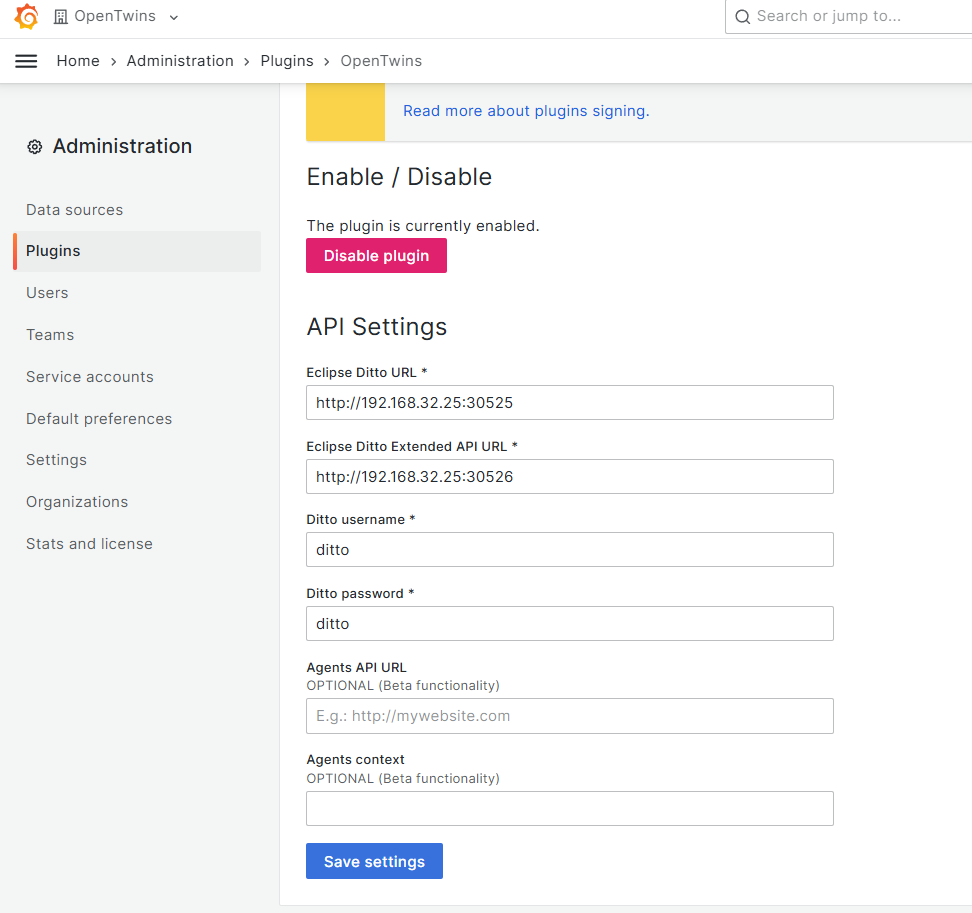 OpenTwins
Search or jump to...
Home › Administration › Plugins › OpenTwins
Administration
Data sources
Plugins
Users
Teams
Service accounts
Default preferences
Settings
Organizations
Stats and license
Read more about plugins signing.
Enable / Disable
The plugin is currently enabled.
Disable plugin
API Settings
Eclipse Ditto URL *
http://192.168.32.25:30525
Eclipse Ditto Extended API URL *
http://192.168.32.25:30526
Ditto username *
ditto
Ditto password *
ditto
Agents API URL
OPTIONAL (Beta functionality)
E.g.: http://mywebsite.com
Agents context
OPTIONAL (Beta functionality)
Save settings